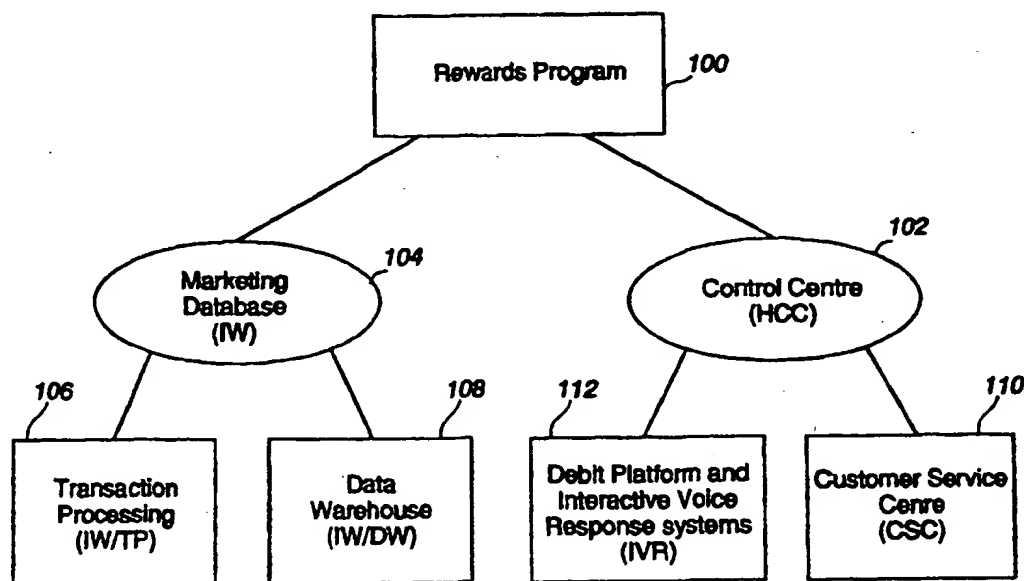 Rewards Program
100
102
104
Marketing
Database
(IW)
Control Centre
(HCC)
106
108
112
110
Transaction
Processing
(IW/TP)
Data
Warehouse
(IW/DW)
Debit Platform and
Interactive Voice
Response systems
(IVR)
Customer Service
Cenre
(CSC)